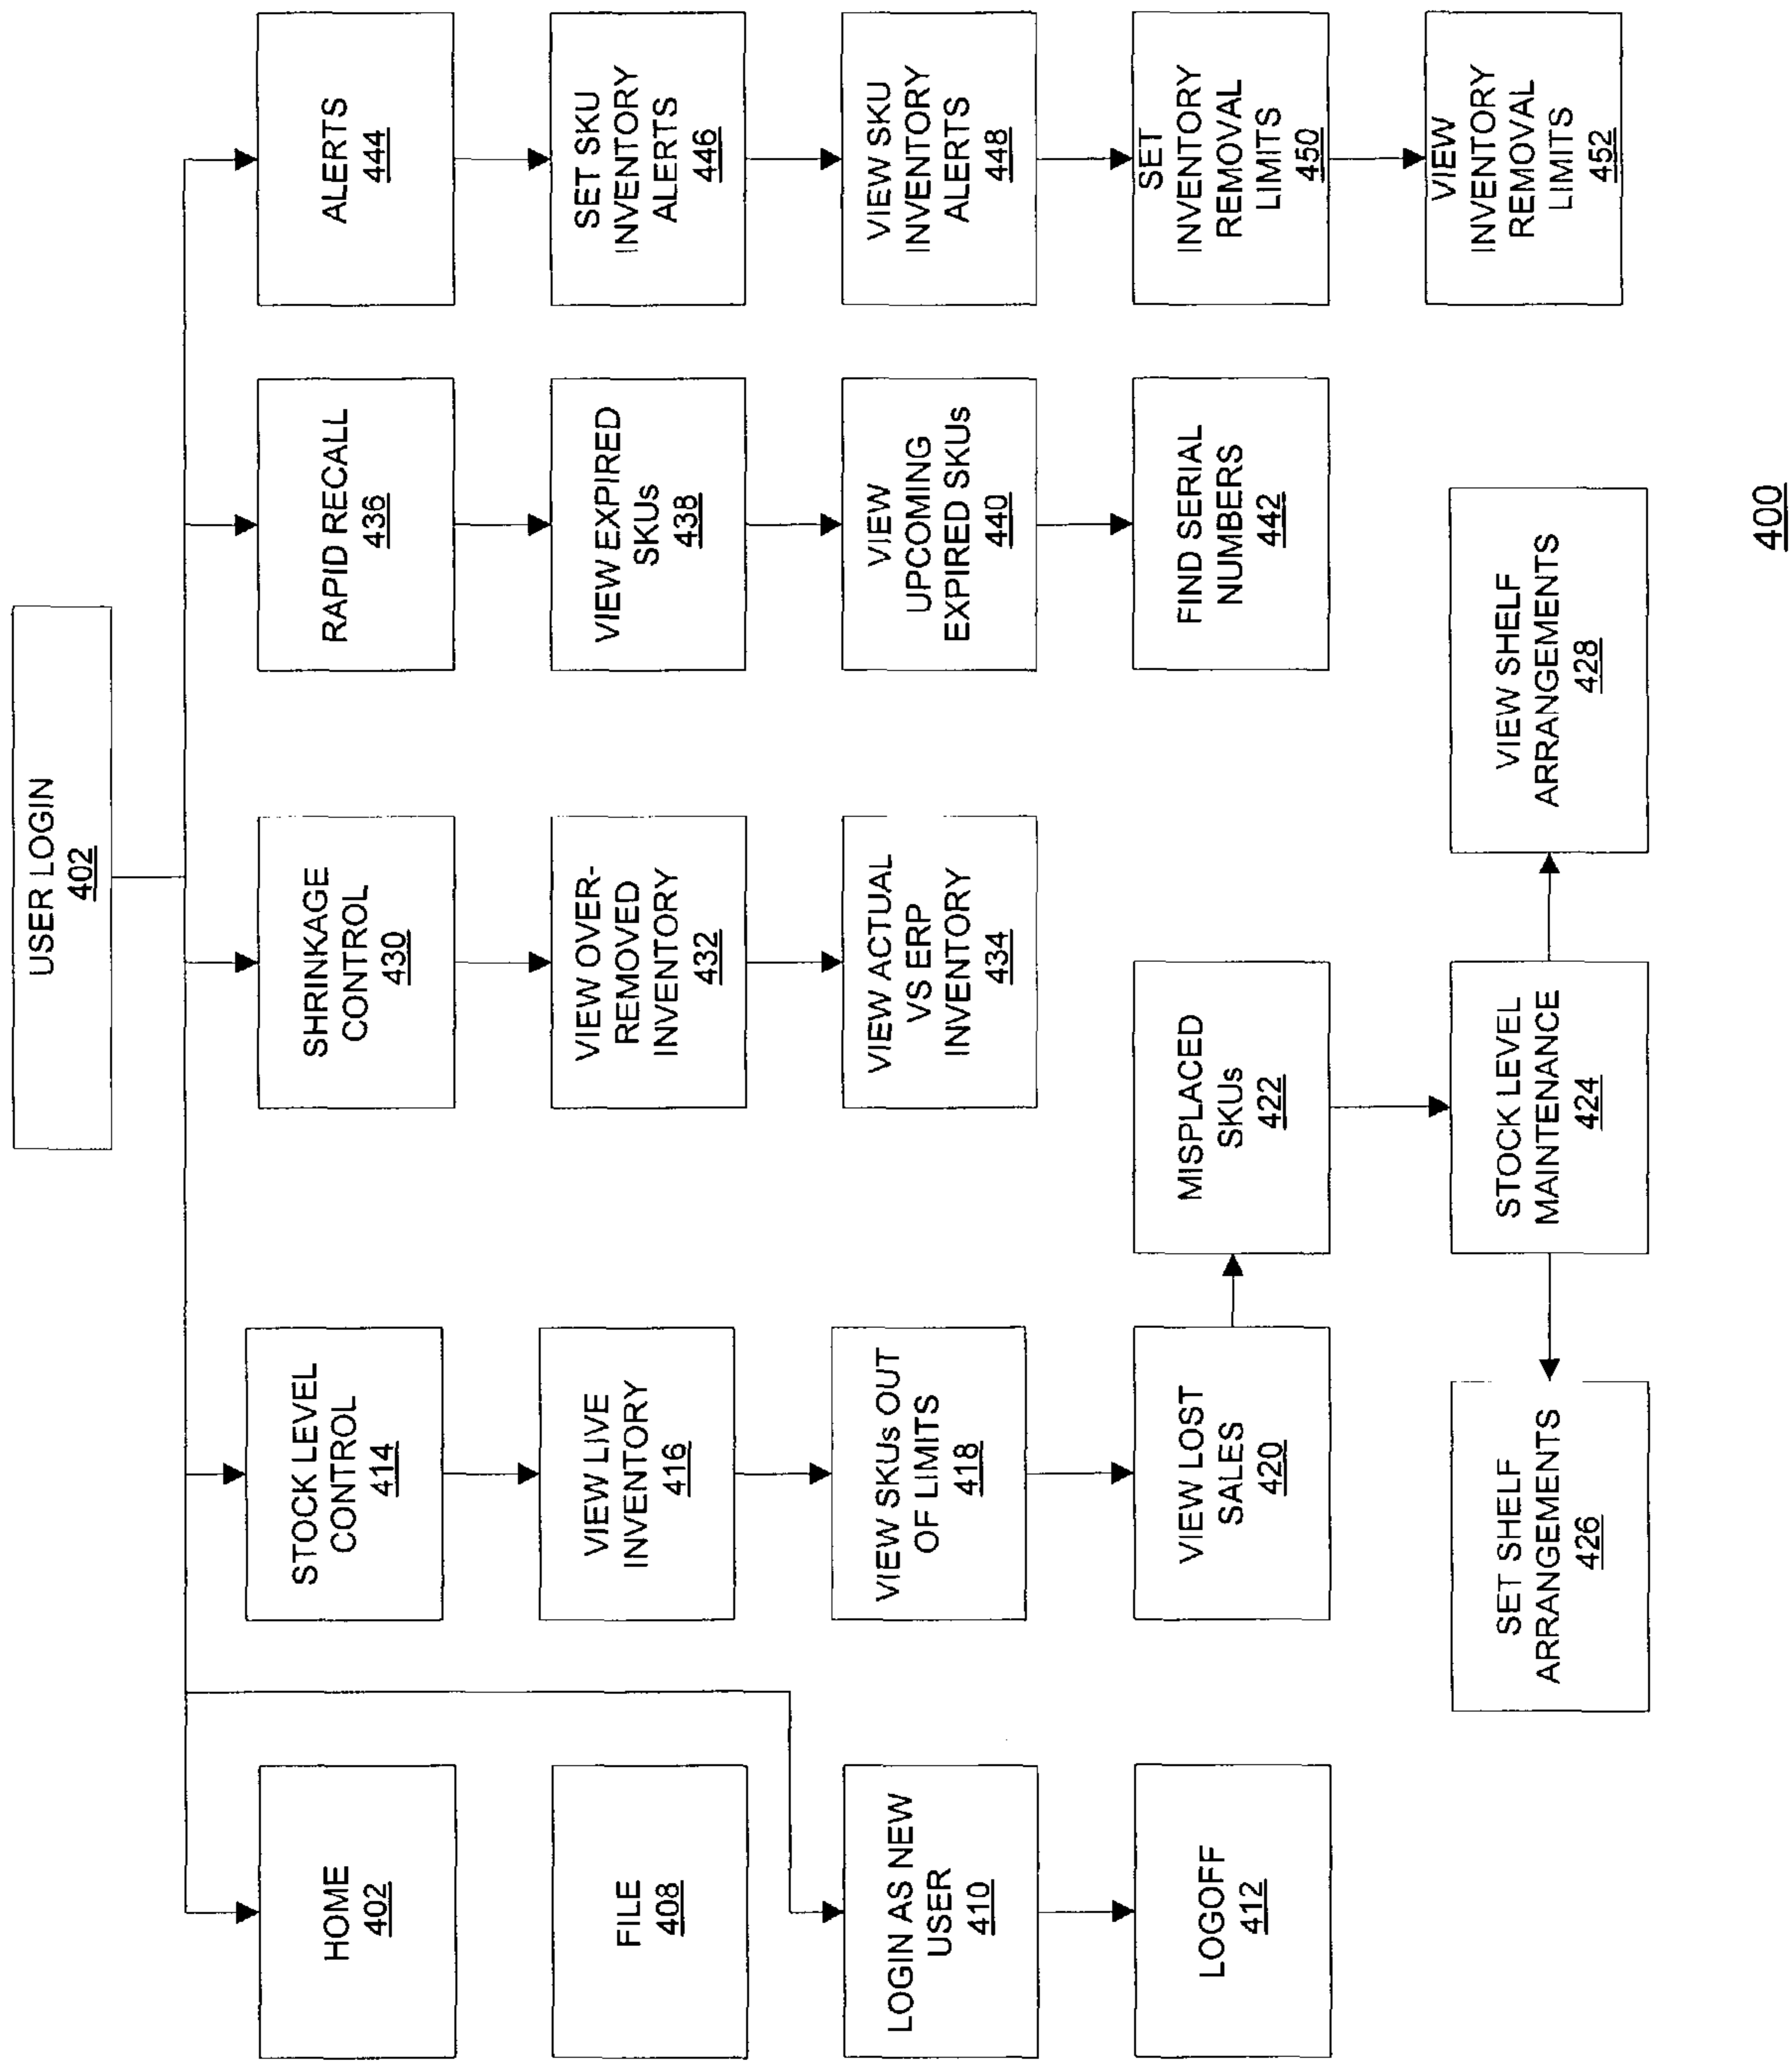 USER LOGIN
402
HOME
402
FILE
408
LOGIN AS NEW
USER
410
LOGOFF
412
STOCK LEVEL
CONTROL
414
VIEW LIVE
INVENTORY
416
VIEW SKUs OUT
OF LIMITS
418
VIEW LOST
SALES
420
MISPLACED
SKUs
422
STOCK LEVEL
MAINTENANCE
424
SET SHELF
ARRANGEMENTS
426
VIEW SHELF
ARRANGEMENTS
428
SHRINKAGE
CONTROL
430
VIEW OVER-
REMOVED
INVENTORY
432
VIEW ACTUAL
VS ERP
INVENTORY
434
RAPID RECALL
436
VIEW EXPIRED
SKUs
438
VIEW
UPCOMING
EXPIRED SKUs
440
FIND SERIAL
NUMBERS
442
ALERTS
444
SET SKU
INVENTORY
ALERTS
446
VIEW SKU
INVENTORY
ALERTS
448
SET
INVENTORY
REMOVAL
LIMITS
450
VIEW
INVENTORY
REMOVAL
LIMITS
452
400